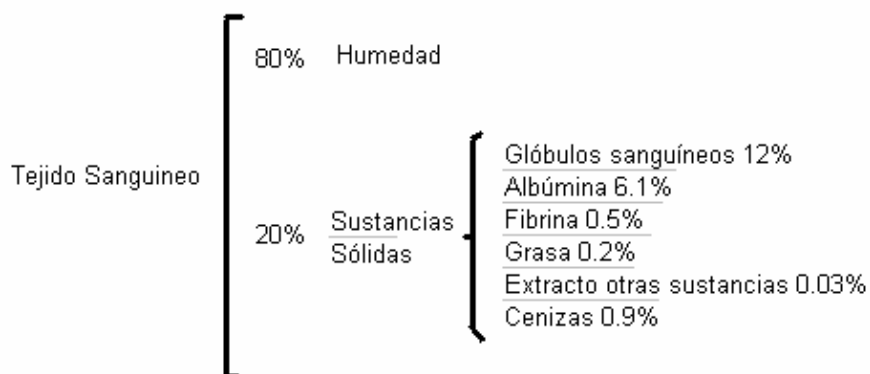 80% Humedad
Tejido Sanguineo
20% Sustancias
Sólidas
Glóbulos sanguíneos 12%
Albúmina 6.1%
Fibrina 0.5%
Grasa 0.2%
Extracto otras sustancias 0.03%
Cenizas 0.9%